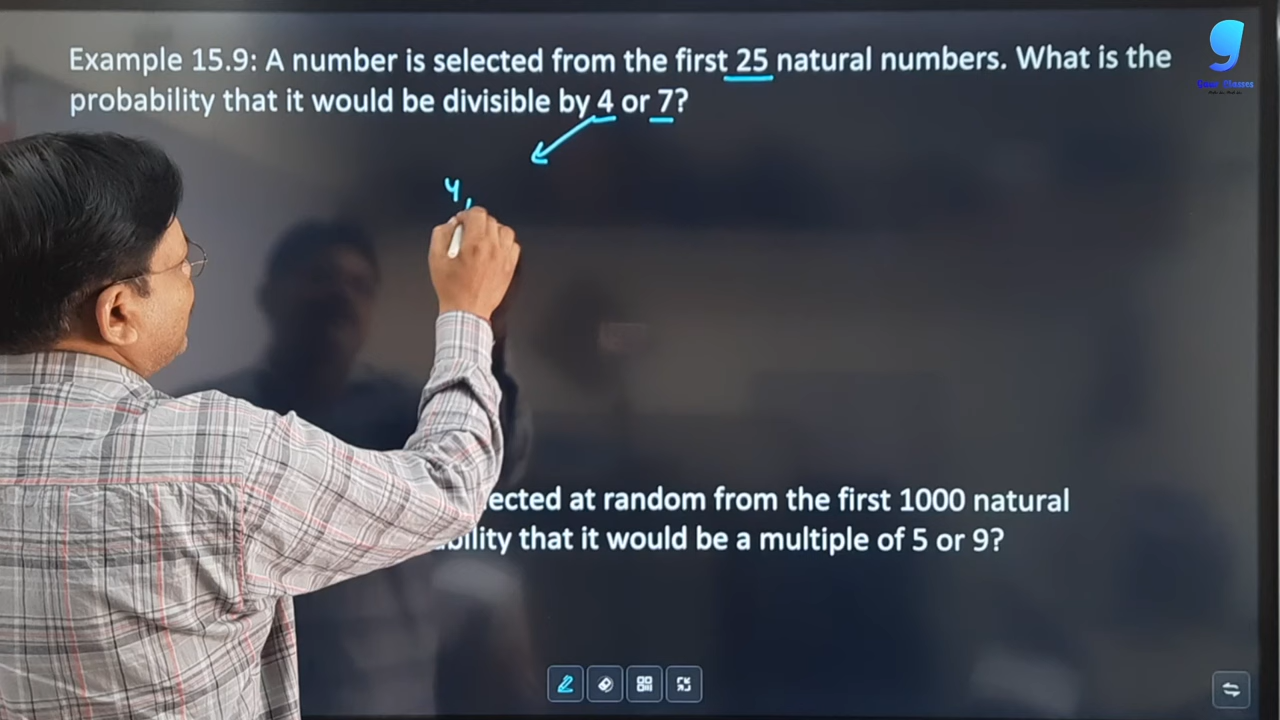 Example 15.9: A number is selected from the first 25 natural numbers. What is the
probability that it would be divisible by 4 or 7?
4,
at random from the first 1000 natural
that it would be a multiple of 5 or 9?